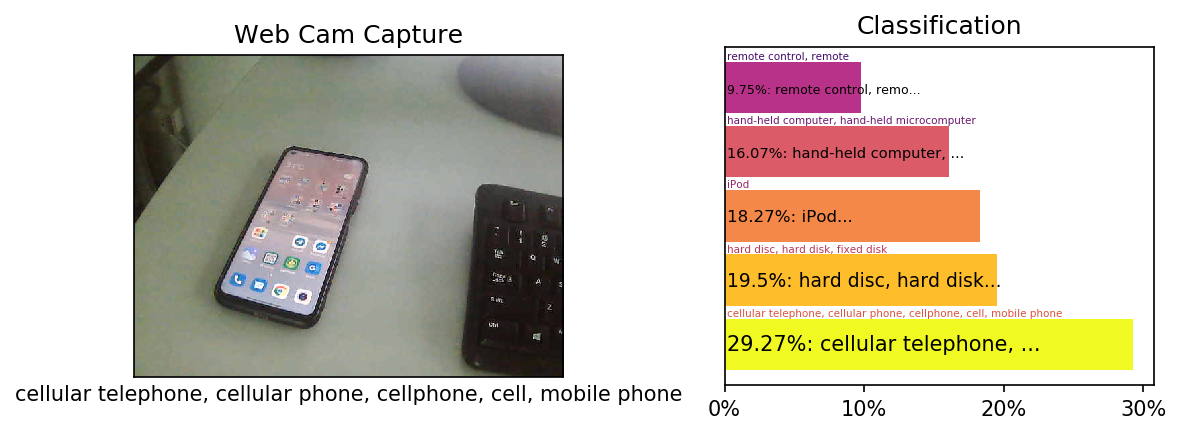 Web Cam Capture
cellular telephone, cellular phone, cellphone, cell, mobile phone
Classification
remote control, remote
9.75%: remote control, remo...
hand-held computer, hand-held microcomputer
16.07%: hand-held computer, ...
iPod
18.27%: iPod...
hard disc, hard disk, fixed disk
19.5%: hard disc, hard disk...
cellular telephone, cellular phone, cellphone, cell, mobile phone
29.27%: cellular telephone, ...
0% 10% 20% 30%